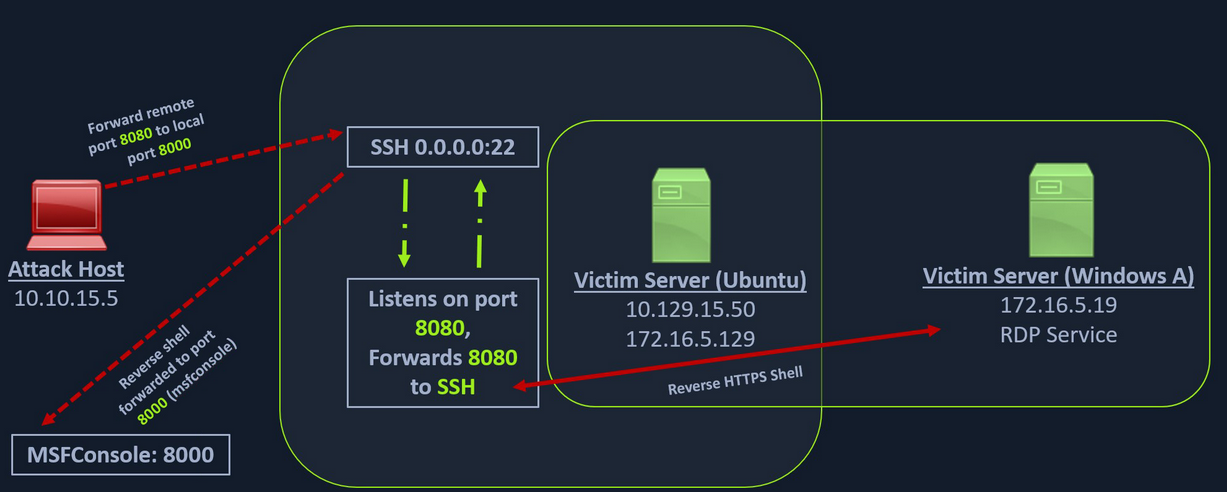 Forward remote
port 8080 to local
port 8000
SSH 0.0.0.0:22
Attack Host
10.10.15.5
Listens on port
8080,
Forwards 8080
to SSH
Victim Server (Ubuntu)
10.129.15.50
172.16.5.129
Victim Server (Windows A)
172.16.5.19
RDP Service
Reverse HTTPS Shell
Reverse shell
forwarded to port
8000 (msfconsole)
MSFConsole: 8000